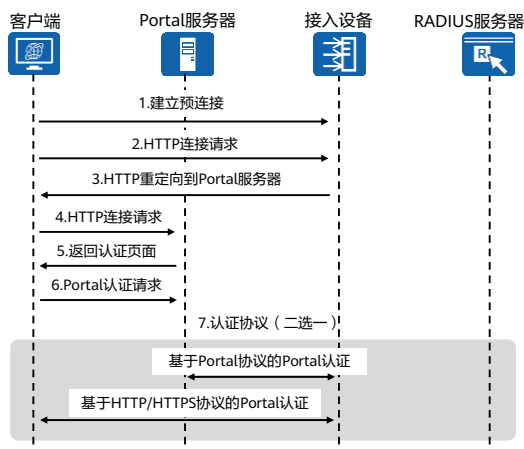 客户端 Portal服务器 接入设备 RADIUS服务器
R
1.建立预连接
2.HTTP连接请求
3.HTTP重定向到Portal服务器
4.HTTP连接请求
5.返回认证页面
6.Portal认证请求
7.认证协议（二选一）
基于Portal协议的Portal认证
基于HTTP/HTTPS协议的Portal认证